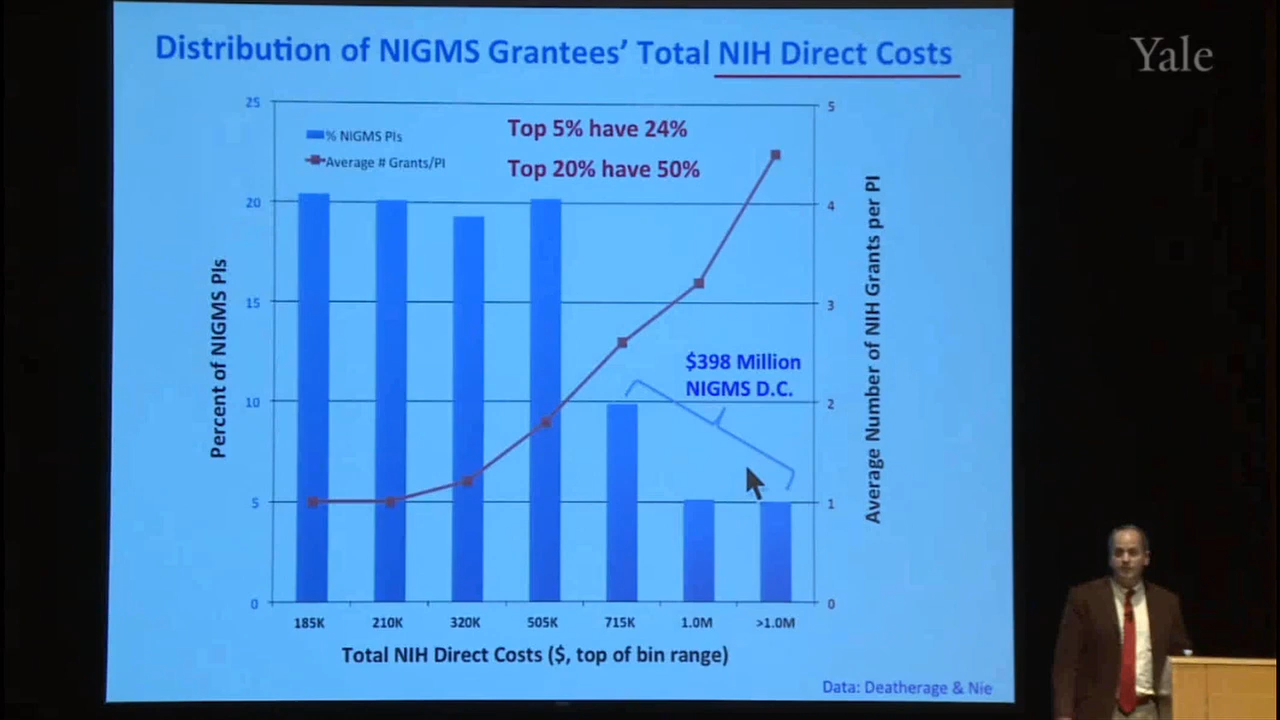 Distribution of NIGMS Grantees' Total NIH Direct Costs
Yale
25
20
15
10
5
0
Percent of NIGMS PIs
% NIGMS PIs
Average # Grants/PI
Top 5% have 24%
Top 20% have 50%
$398 Million
NIGMS D.C.
5
4
3
2
1
0
Average Number of NIH Grants per PI
185K 210K 320K 505K 715K 1.0M >1.0M
Total NIH Direct Costs ($, top of bin range)
Data: Deatherage & Nie